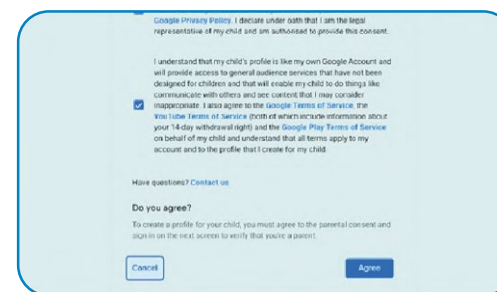 Google Privacy Policy. I declare under oath that I am the legal
representative of my child and am authorised to provide this consent.
I understand that my child's profile is like my own Google Account and
will provide access to general audience services that have not been
designed for children and that will enable my child to do things like
communicate with others and see content that I may consider
inappropriate. I also agree to the Google Terms of Service, the
YouTube Terms of Service (both of which include information about
your 14-day withdrawal right) and the Google Play Terms of Service
on behalf of my child and understand that all terms apply to my
account and to the profile that I create for my child
Have questions? Contact us
Do you agree?
To create a profile for your child, you must agree to the parental consent and
sign in on the next screen to verify that you're a parent.
Cancel
Agree